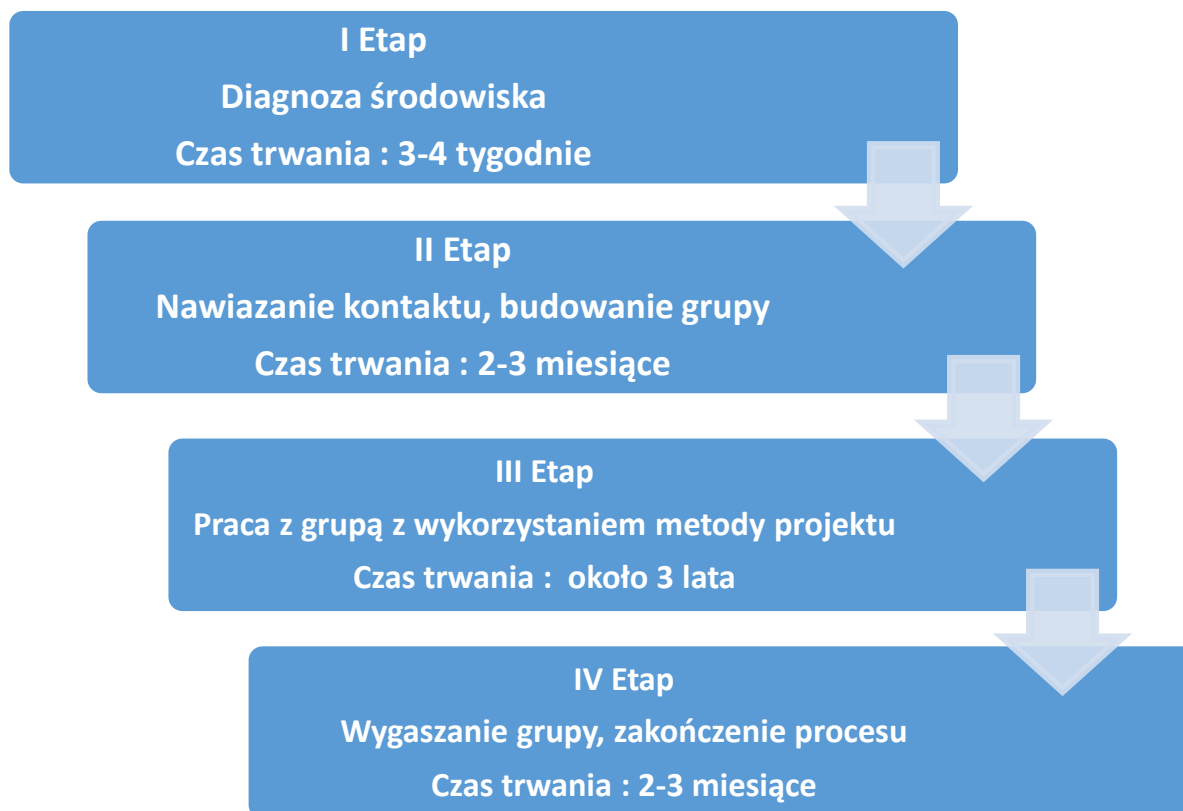 I Etap
Diagnoza środowiska
Czas trwania : 3-4 tygodnie
II Etap
Nawiazanie kontaktu, budowanie grupy
Czas trwania : 2-3 miesiące
III Etap
Praca z grupą z wykorzystaniem metody projektu
Czas trwania :  około 3 lata
IV Etap
Wygaszanie grupy, zakończenie procesu
Czas trwania : 2-3 miesiące